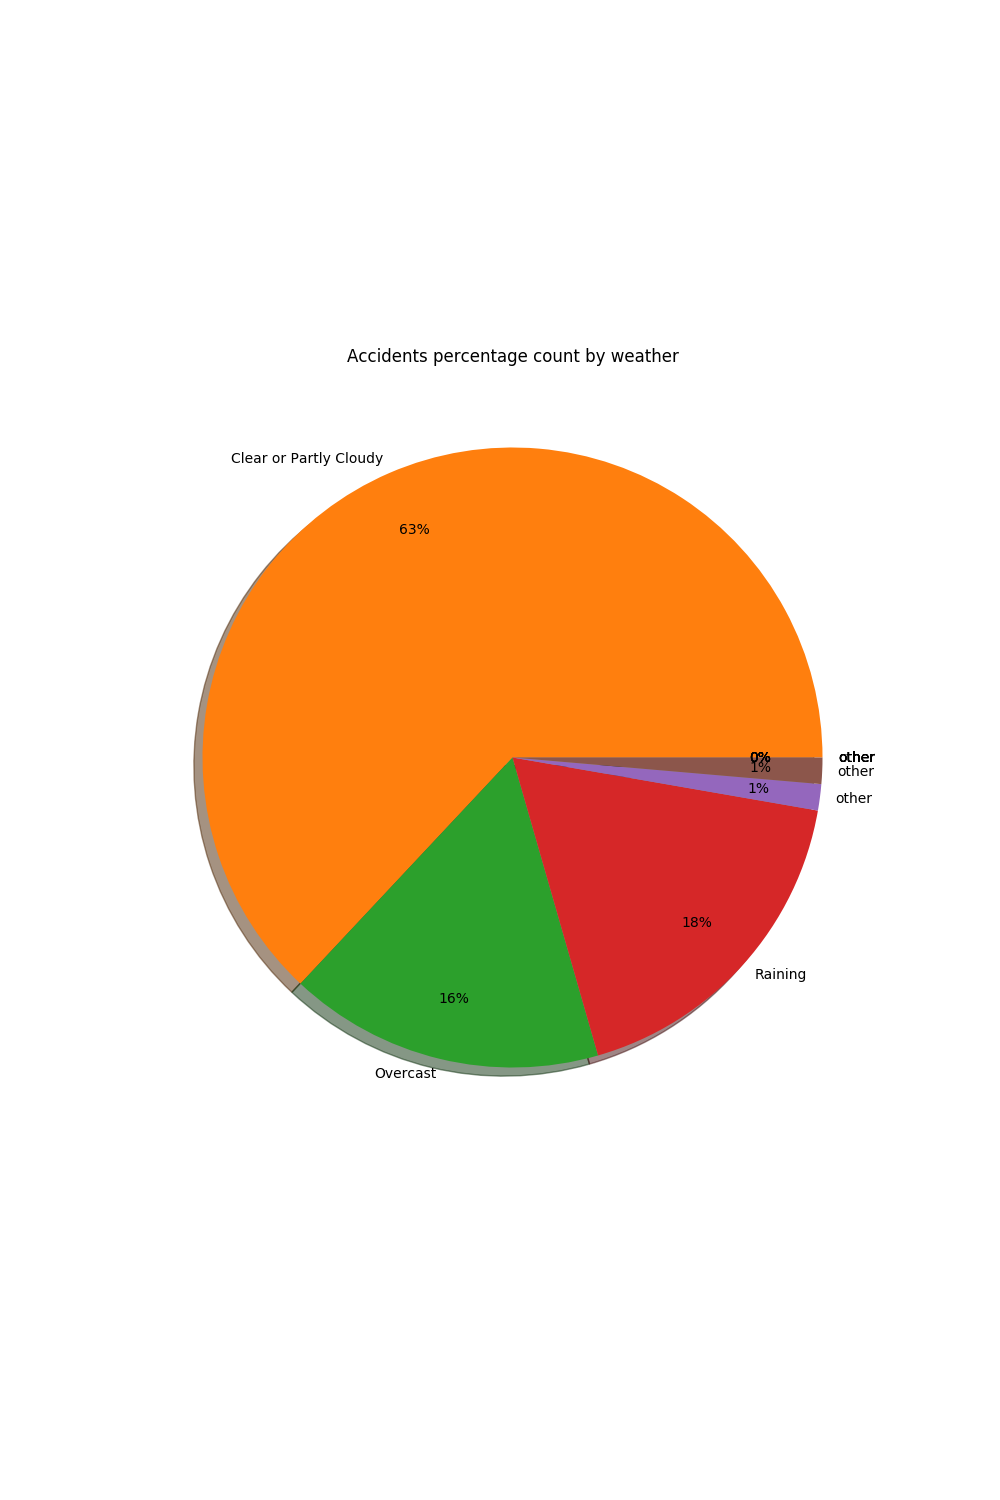 Accidents percentage count by weather
Clear or Partly Cloudy
63%
0%
other
1%
other
1%
other
18%
Raining
16%
Overcast